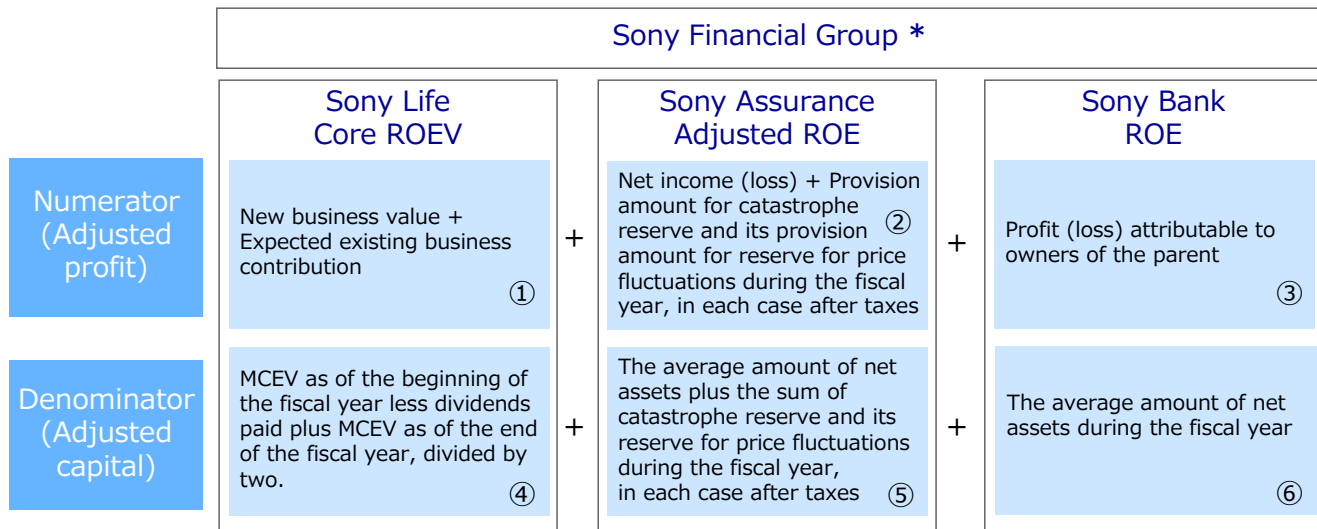 Sony Financial Group *
Sony Life
Core ROEV
Sony Assurance
Adjusted ROE
Sony Bank
ROE
Numerator
(Adjusted
profit)
New business value +
Expected existing business
contribution
①
+
Net income (loss) + Provision
amount for catastrophe
reserve and its provision
amount for reserve for price
fluctuations during the fiscal
year, in each case after taxes
②
+
Profit (loss) attributable to
owners of the parent
③
Denominator
(Adjusted
capital)
MCEV as of the beginning of
the fiscal year less dividends
paid plus MCEV as of the end
of the fiscal year, divided by
two.
④
+
The average amount of net
assets plus the sum of
catastrophe reserve and its
reserve for price fluctuations
during the fiscal year,
in each case after taxes
⑤
+
The average amount of net
assets during the fiscal year
⑥